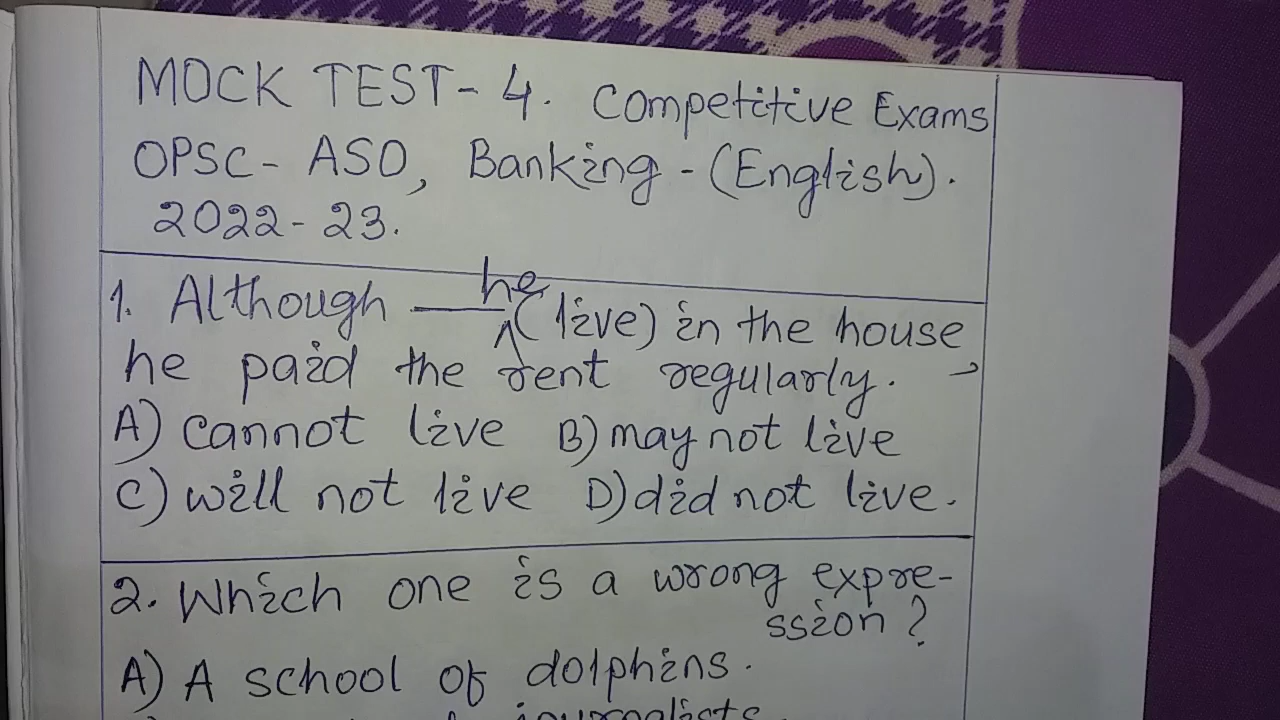 MOCK TEST- 4. Competitive Exams
OPSC- ASO, Banking - (English).
2022-23.
he
1. Although ——^(live) in the house,
he paid the rent regularly.
A) cannot live B) may not live
C) will not live D) did not live.
2. Which one is a wrong expre-
ssion?
A) A school of dolphins.
journalists.